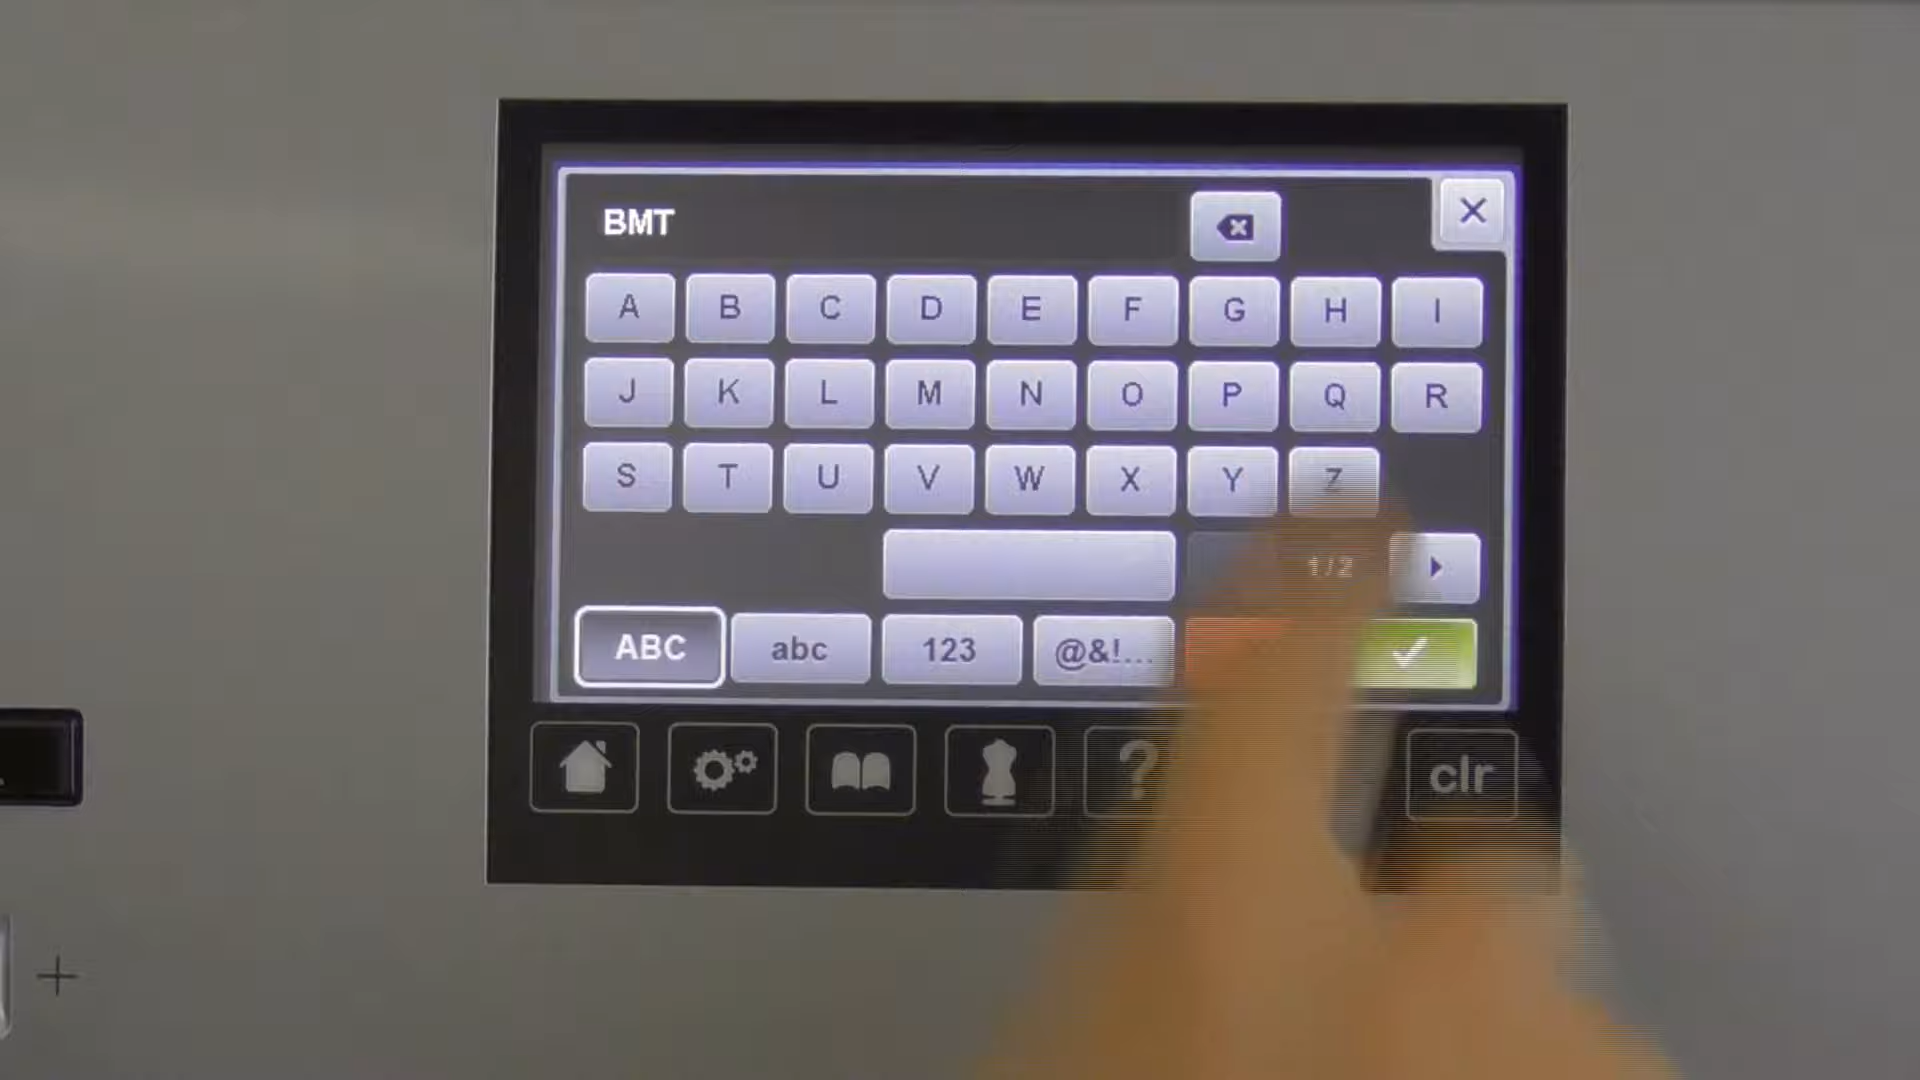 BMT
A B C D E F G H I
J K L M N O P Q R
S T U V W X Y Z
1/2
ABC abc 123 @&!...
? clr
+